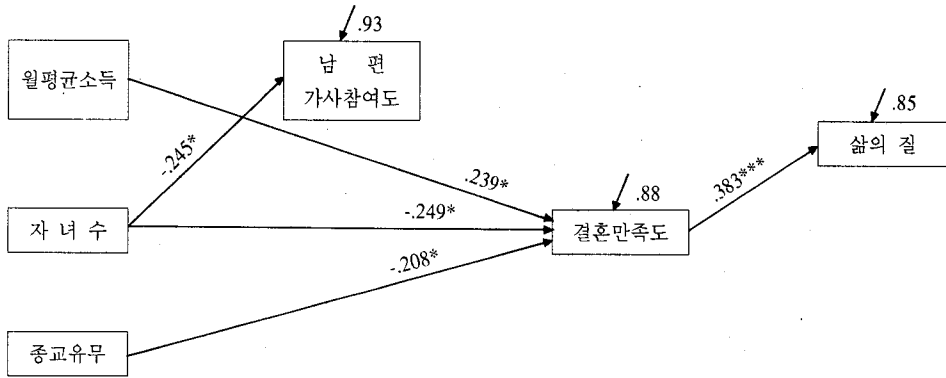 .93
남 편
가사참여도
월평균소득
.85
삶의 질
-.245*
.239*
.383***
.88
-.249*
자 녀 수
결혼만족도
-.208*
종교유무